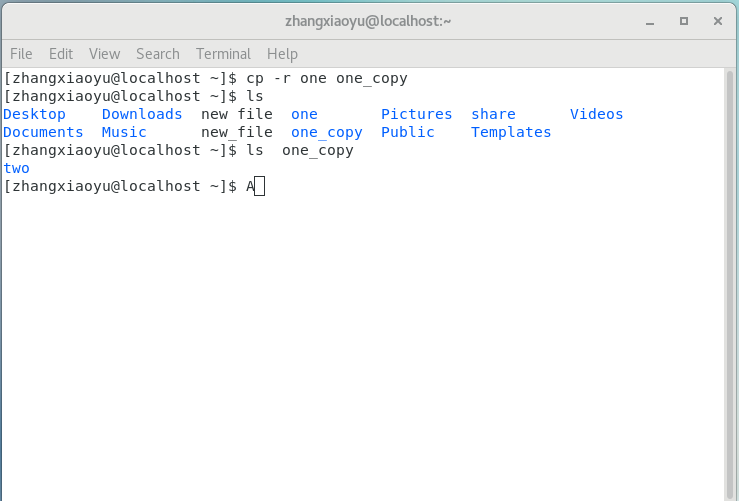 zhangxiaoyu@localhost:~
File Edit View Search Terminal Help
[zhangxiaoyu@localhost ~]$ cp -r one one_copy
[zhangxiaoyu@localhost ~]$ ls
Desktop    Downloads  new file  one       Pictures  share      Videos
Documents  Music      new_file  one_copy  Public    Templates
[zhangxiaoyu@localhost ~]$ ls  one_copy
two
[zhangxiaoyu@localhost ~]$ A